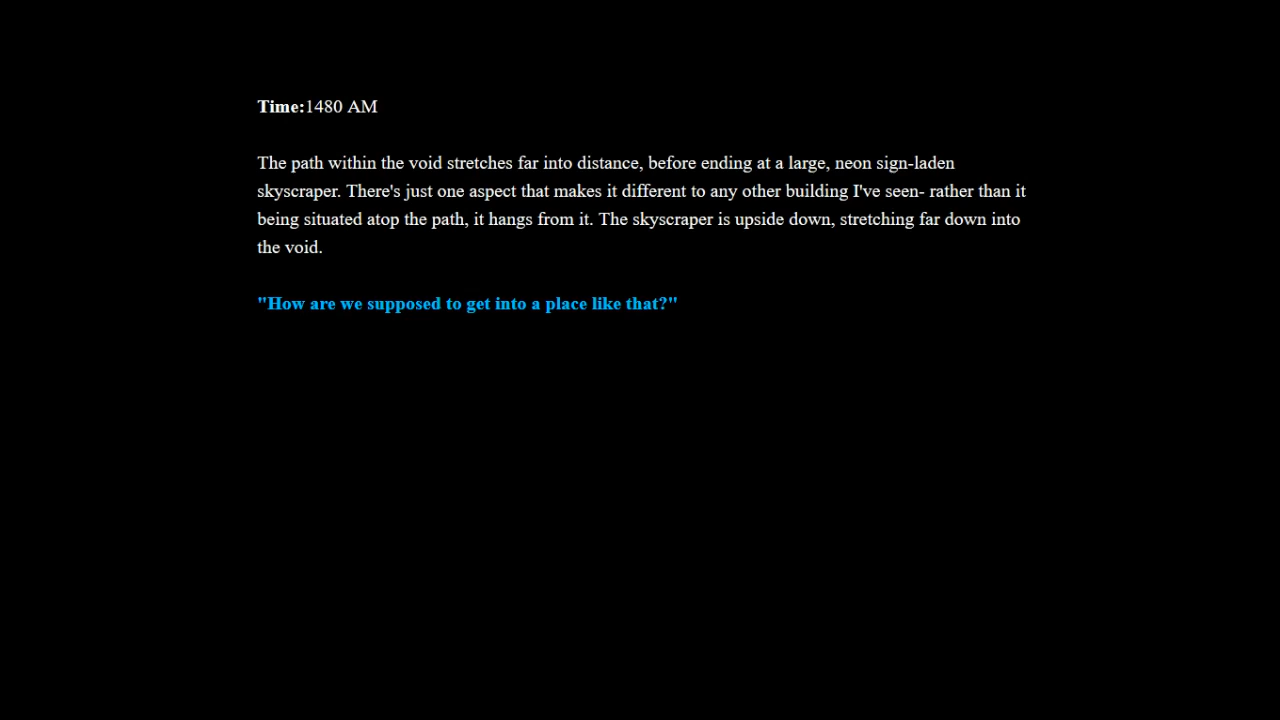 Time:1480 AM
The path within the void stretches far into distance, before ending at a large, neon sign-laden
skyscraper. There's just one aspect that makes it different to any other building I've seen- rather than it
being situated atop the path, it hangs from it. The skyscraper is upside down, stretching far down into
the void.
"How are we supposed to get into a place like that?"